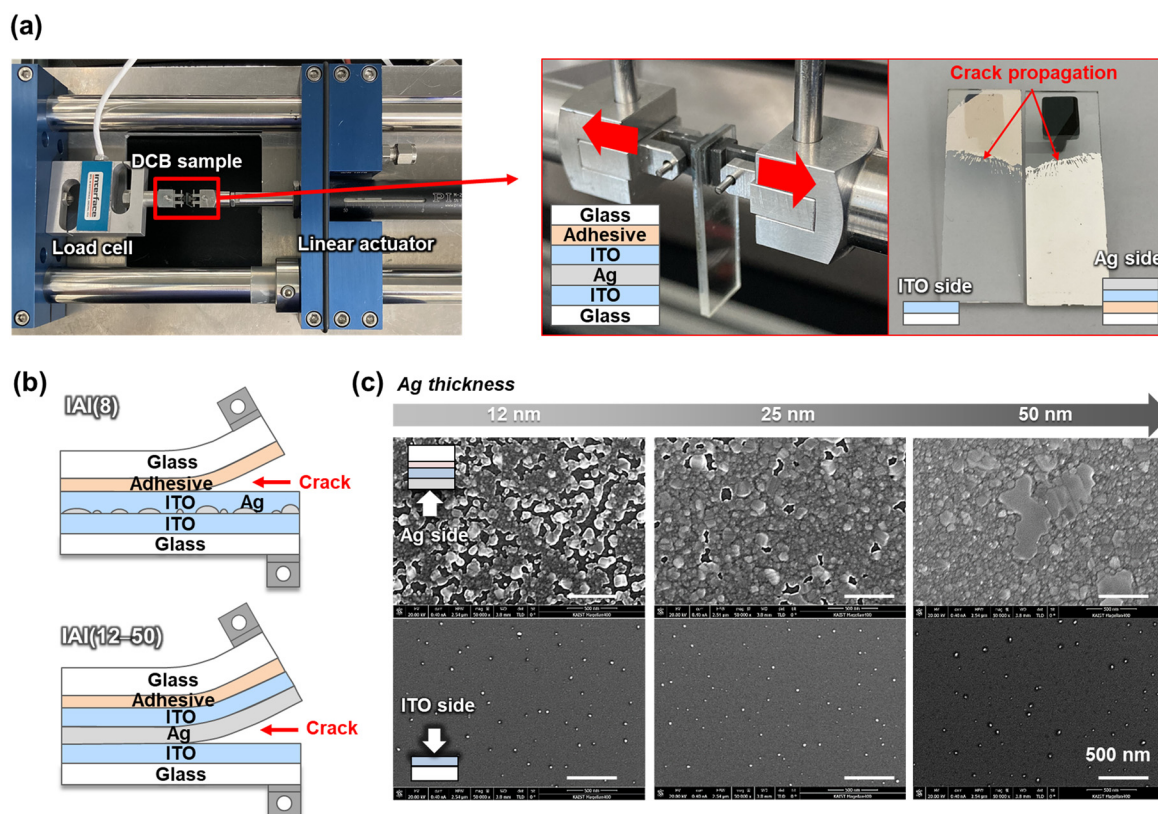 (a)
DCB sample
interface
Load cell
Linear actuator
Glass
Adhesive
ITO
Ag
ITO
Glass
Crack propagation
ITO side
Ag side
(b)
IAI(8)
Glass
Adhesive
Crack
ITO
Ag
ITO
Glass
IAI(12–50)
Glass
Adhesive
ITO
Ag
Crack
ITO
Glass
(c)
Ag thickness
12 nm
25 nm
50 nm
Ag side
ITO side
500 nm